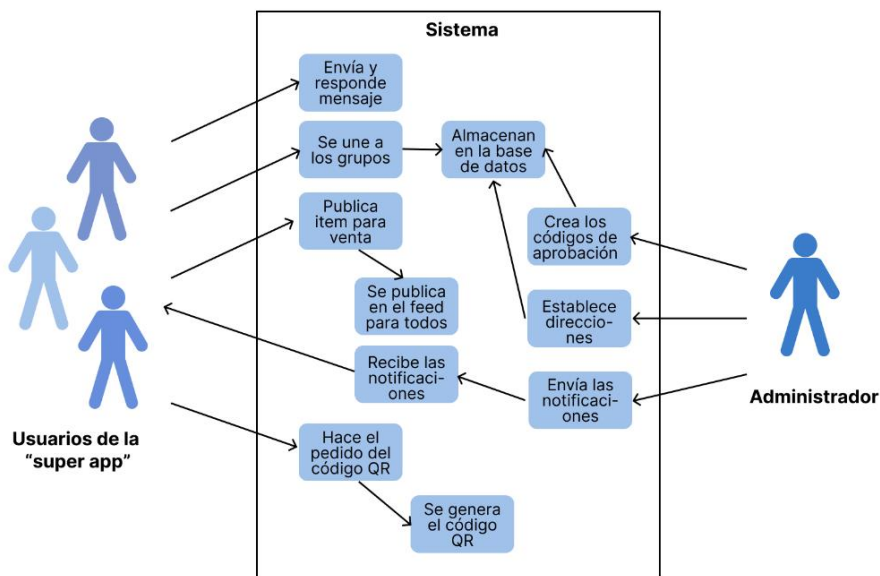 Sistema
Envía y
responde
mensaje
Se une a
los grupos
Almacenan
en la base
de datos
Publica
item para
venta
Crea los
códigos de
aprobación
Se publica
en el feed
para todos
Establece
direccio-
nes
Recibe las
notificaci-
ones
Envía las
notificaci-
ones
Administrador
Usuarios de la
“super app”
Hace el
pedido del
código QR
Se genera
el código
QR